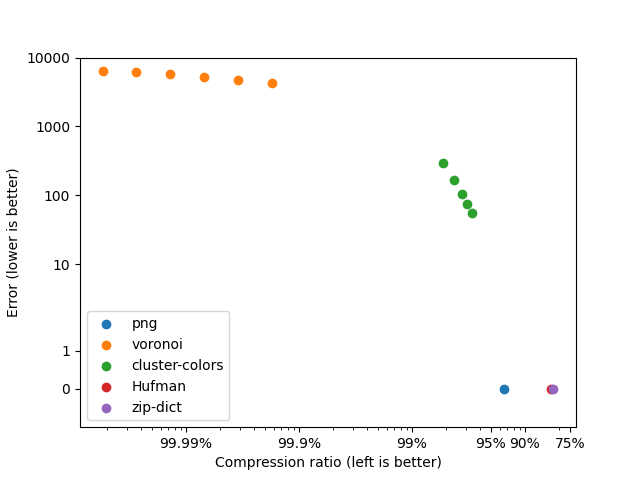 10000
1000
100
10
1
0
Error (lower is better)
png
voronoi
cluster-colors
Hufman
zip-dict
99.99% 99.9% 99% 95% 90% 75%
Compression ratio (left is better)